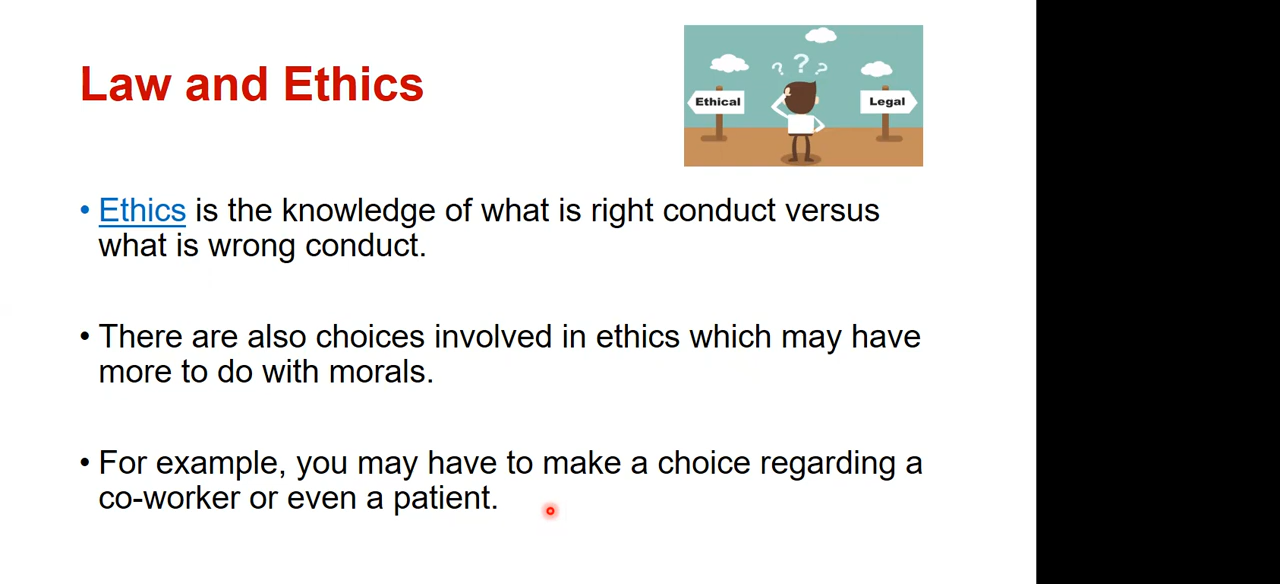 Law and Ethics
? ? ?
Ethical
Legal
• Ethics is the knowledge of what is right conduct versus
what is wrong conduct.
• There are also choices involved in ethics which may have
more to do with morals.
• For example, you may have to make a choice regarding a
co-worker or even a patient.